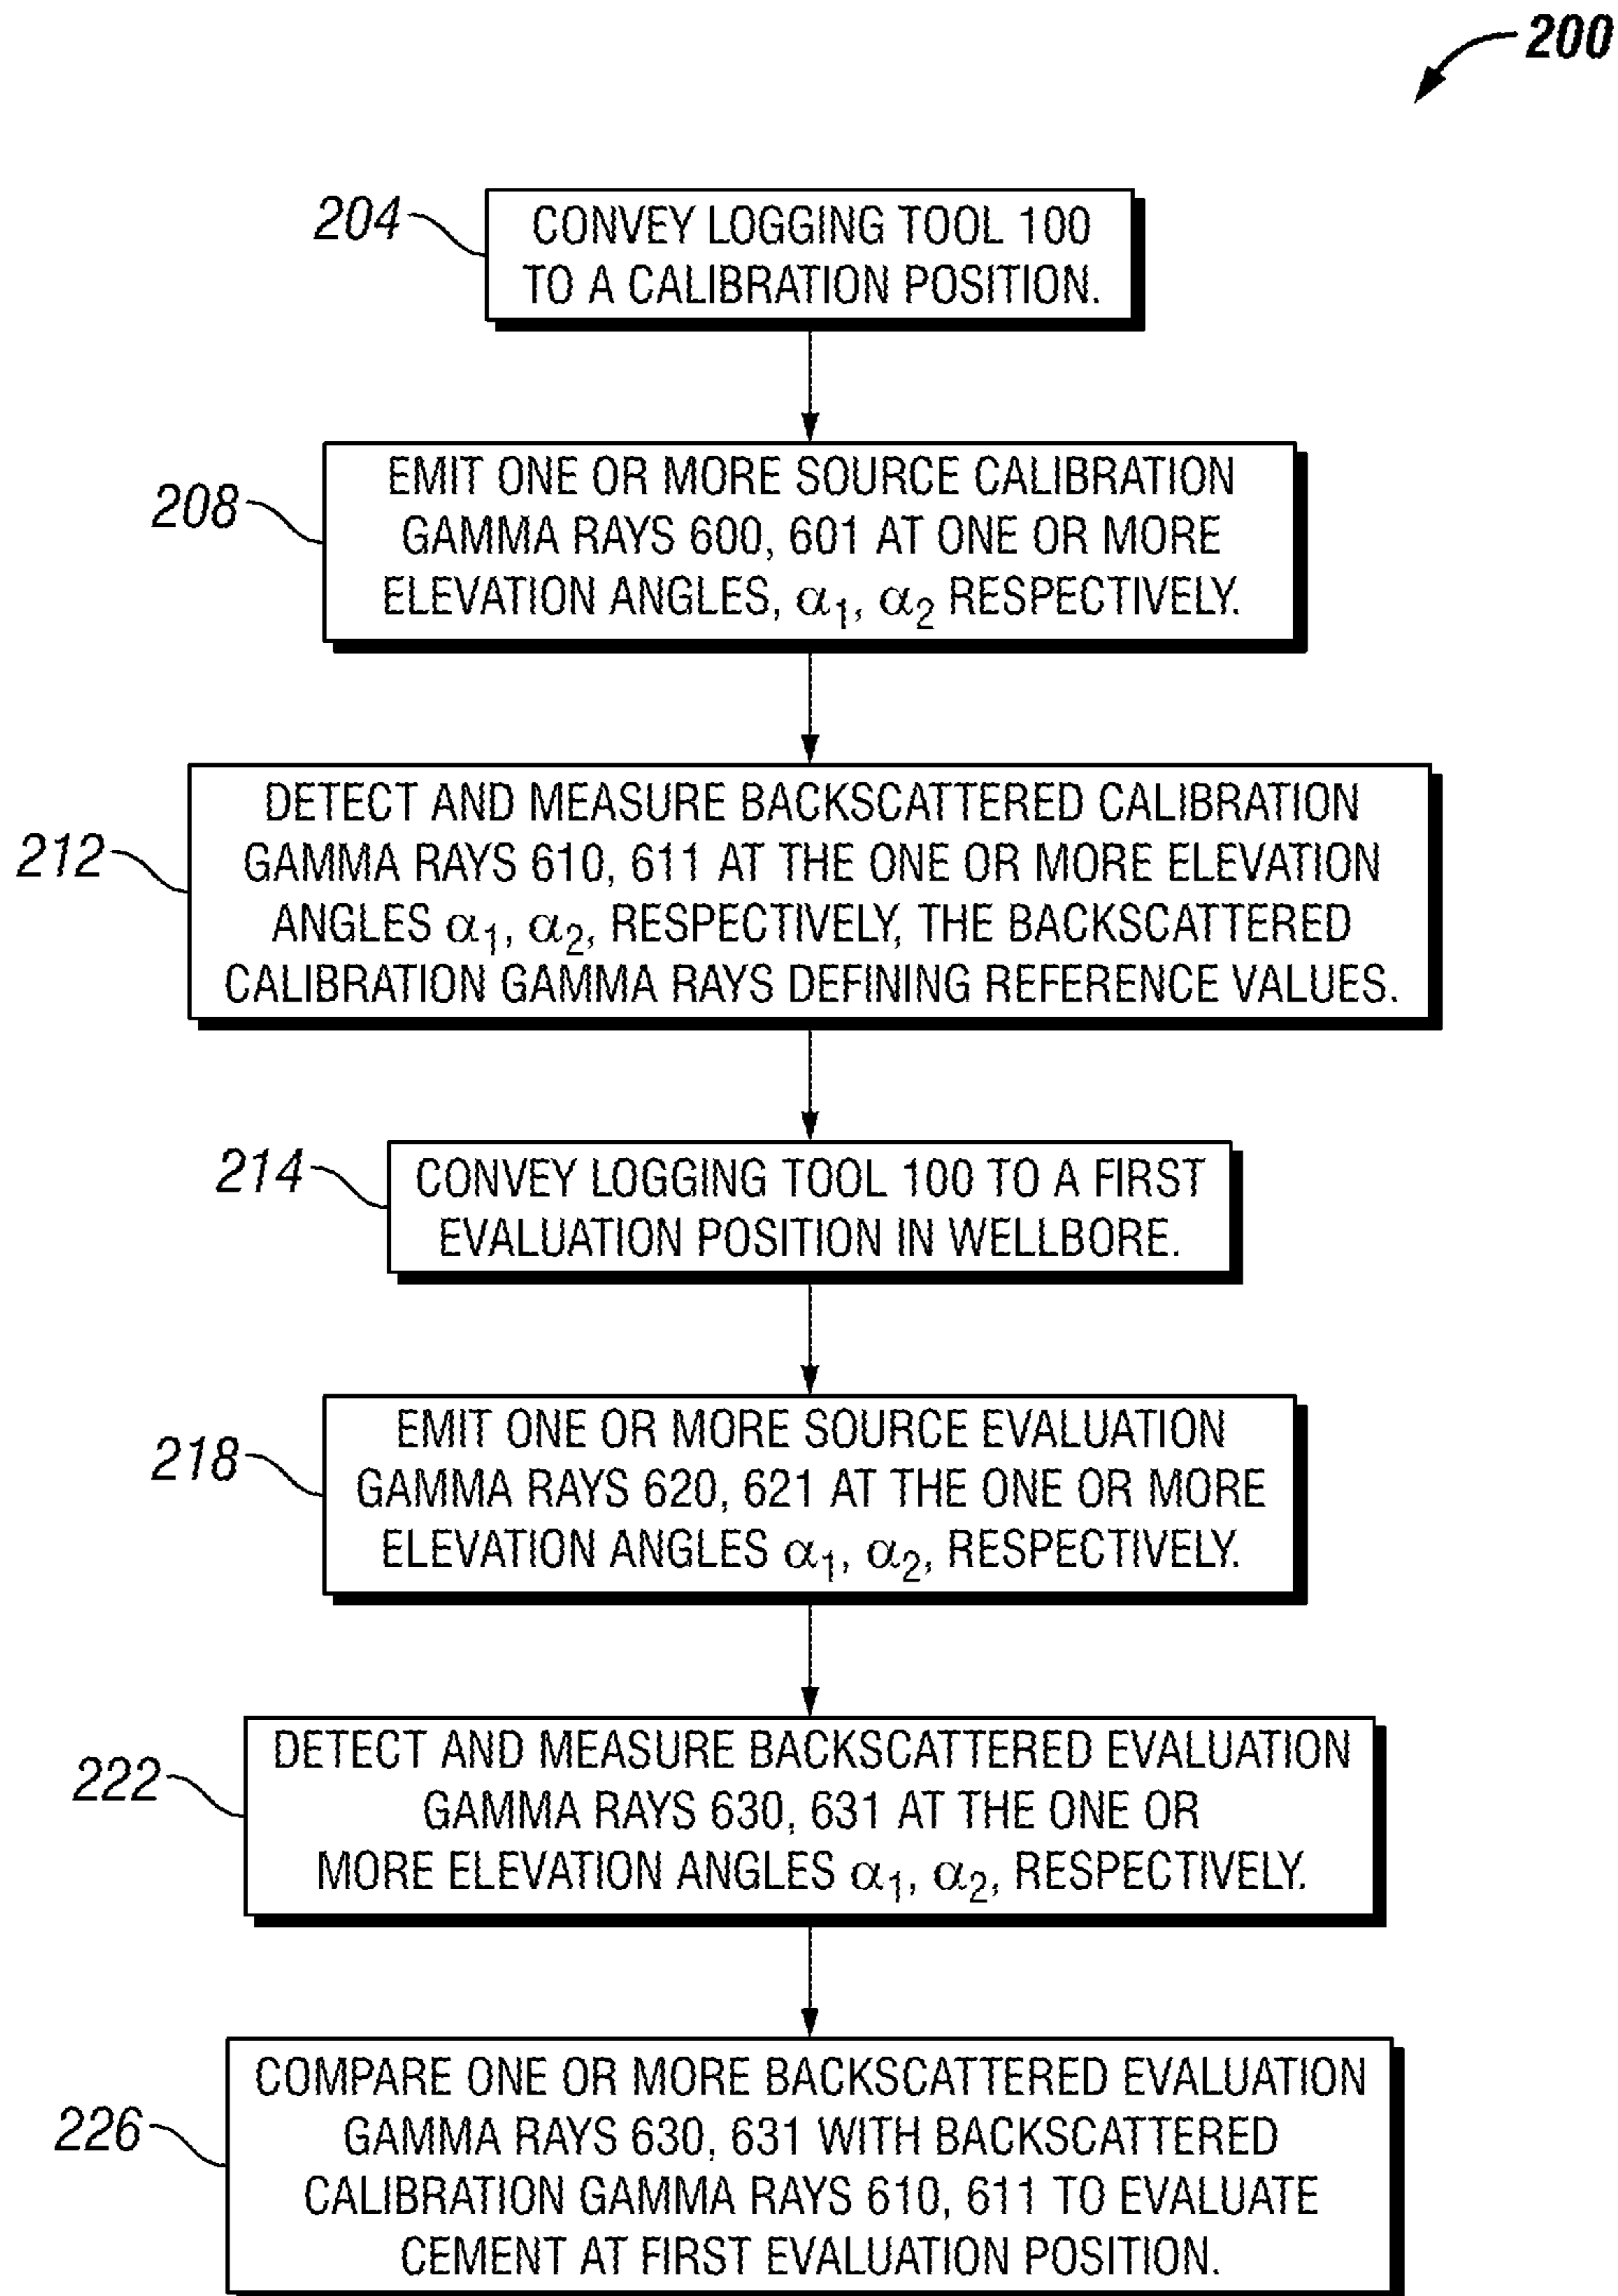 200
204
CONVEY LOGGING TOOL 100
TO A CALIBRATION POSITION.
208
EMIT ONE OR MORE SOURCE CALIBRATION
GAMMA RAYS 600, 601 AT ONE OR MORE
ELEVATION ANGLES, α₁, α₂ RESPECTIVELY.
212
DETECT AND MEASURE BACKSCATTERED CALIBRATION
GAMMA RAYS 610, 611 AT THE ONE OR MORE ELEVATION
ANGLES α₁, α₂, RESPECTIVELY, THE BACKSCATTERED
CALIBRATION GAMMA RAYS DEFINING REFERENCE VALUES.
214
CONVEY LOGGING TOOL 100 TO A FIRST
EVALUATION POSITION IN WELLBORE.
218
EMIT ONE OR MORE SOURCE EVALUATION
GAMMA RAYS 620, 621 AT THE ONE OR MORE
ELEVATION ANGLES α₁, α₂, RESPECTIVELY.
222
DETECT AND MEASURE BACKSCATTERED EVALUATION
GAMMA RAYS 630, 631 AT THE ONE OR
MORE ELEVATION ANGLES α₁, α₂, RESPECTIVELY.
226
COMPARE ONE OR MORE BACKSCATTERED EVALUATION
GAMMA RAYS 630, 631 WITH BACKSCATTERED
CALIBRATION GAMMA RAYS 610, 611 TO EVALUATE
CEMENT AT FIRST EVALUATION POSITION.